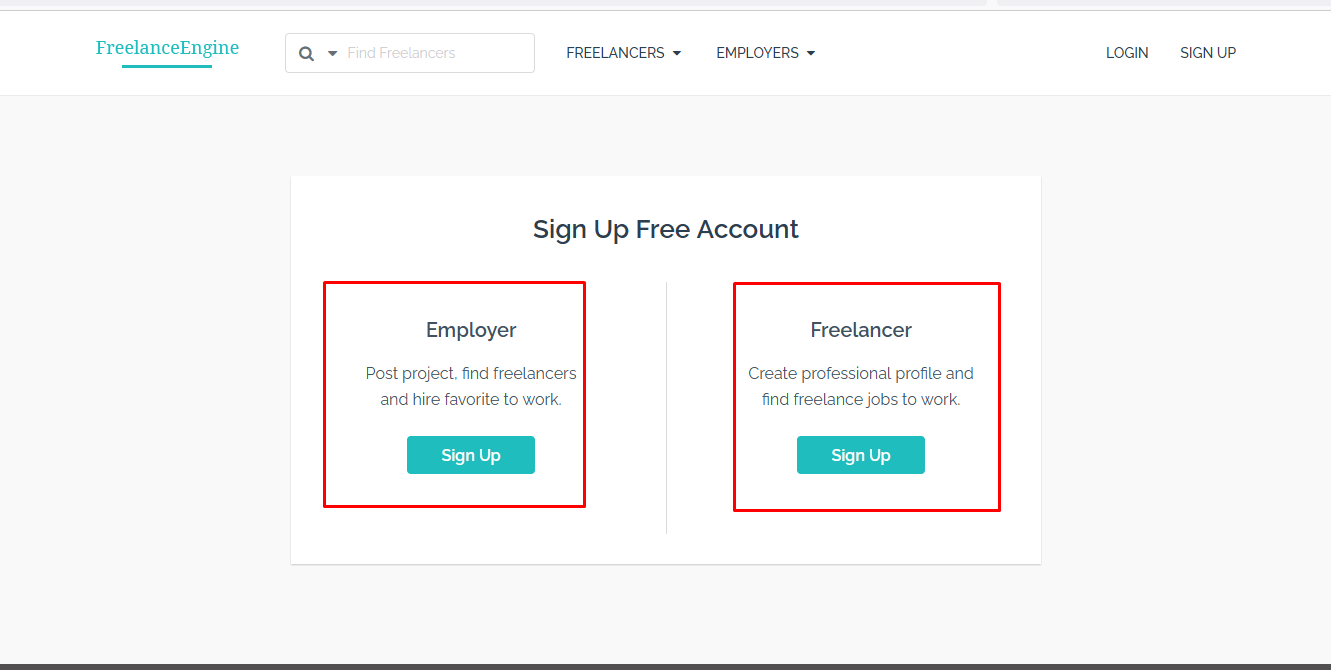 FreelanceEngine
Find Freelancers
FREELANCERS
EMPLOYERS
LOGIN
SIGN UP
Sign Up Free Account
Employer
Post project, find freelancers
and hire favorite to work.
Sign Up
Freelancer
Create professional profile and
find freelance jobs to work.
Sign Up